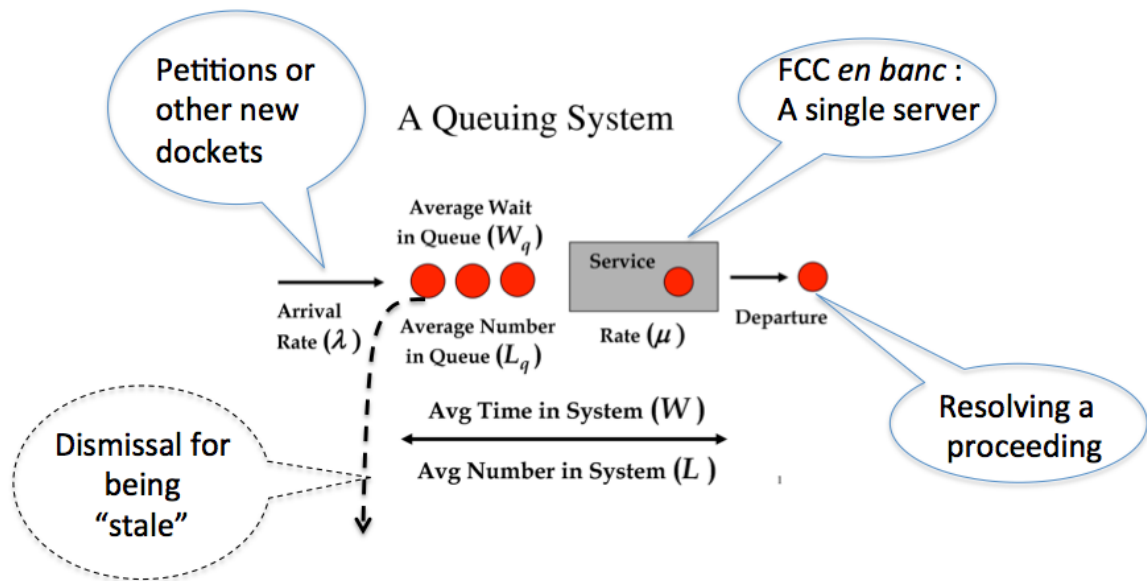 Petitions or
other new
dockets
A Queuing System
FCC en banc :
A single server
Average Wait
in Queue (W_q)
Service
Arrival
Rate (λ)
Average Number
in Queue (L_q)
Rate (μ)
Departure
Avg Time in System (W)
Avg Number in System (L )
Dismissal for
being
“stale”
Resolving a
proceeding